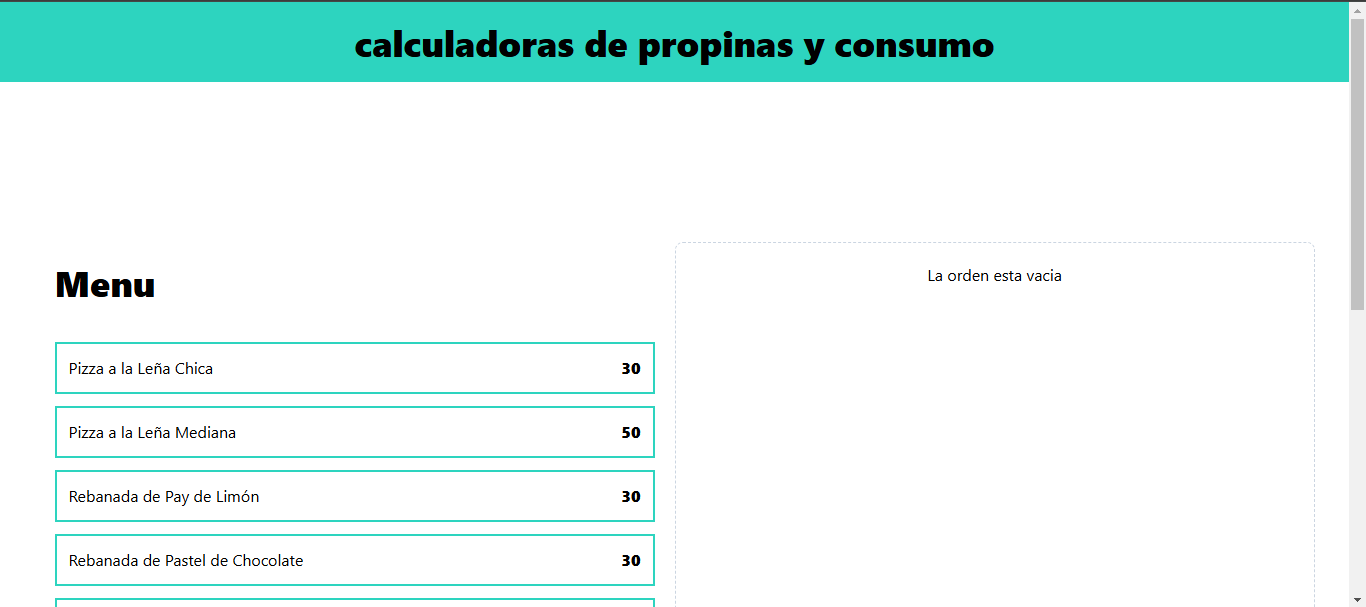 calculadoras de propinas y consumo
Menu
Pizza a la Leña Chica 30
Pizza a la Leña Mediana 50
Rebanada de Pay de Limón 30
Rebanada de Pastel de Chocolate 30
La orden esta vacia